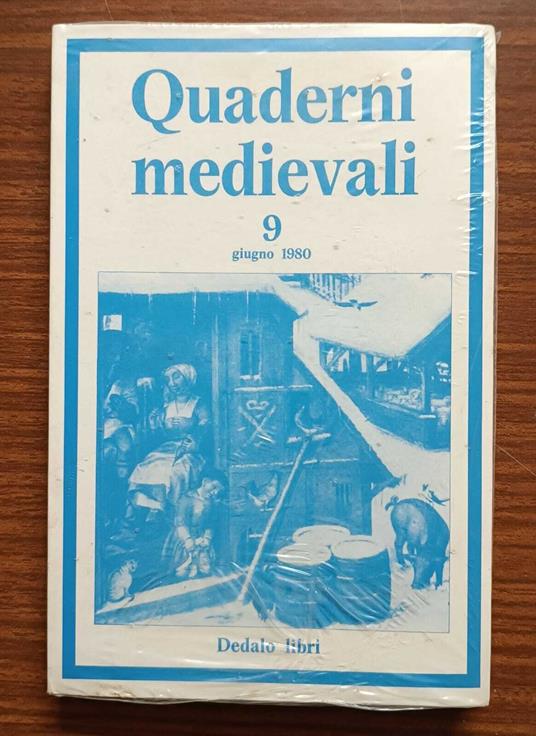 Quaderni
medievali
9
giugno 1980
Dedalo libri